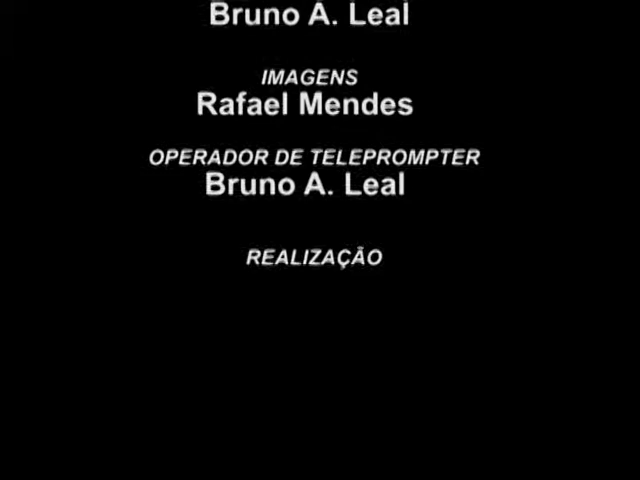 Bruno A. Leal
IMAGENS
Rafael Mendes
OPERADOR DE TELEPROMPTER
Bruno A. Leal
REALIZAÇÃO